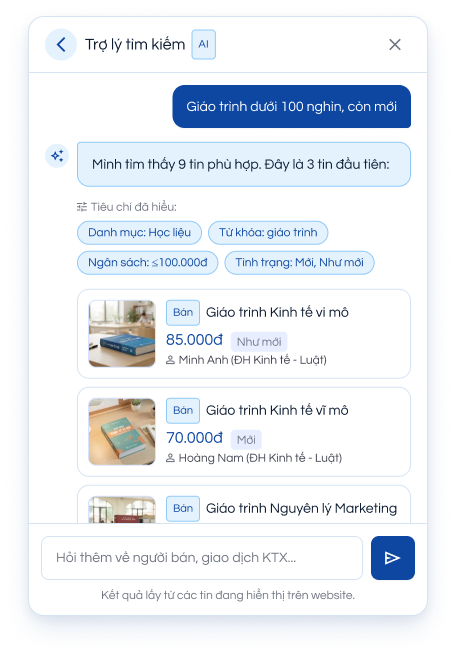 Trợ lý tìm kiếm AI
Giáo trình dưới 100 nghìn, còn mới
Mình tìm thấy 9 tin phù hợp. Đây là 3 tin đầu tiên:
Tiêu chí đã hiểu:
Danh mục: Học liệu Từ khóa: giáo trình
Ngân sách: ≤100.000đ Tình trạng: Mới, Như mới
Bán Giáo trình Kinh tế vi mô
85.000đ Như mới
Minh Anh (ĐH Kinh tế - Luật)
Bán Giáo trình Kinh tế vĩ mô
70.000đ Mới
Hoàng Nam (ĐH Kinh tế - Luật)
Bán Giáo trình Nguyên lý Marketing
Hỏi thêm về người bán, giao dịch KTX...
Kết quả lấy từ các tin đang hiển thị trên website.